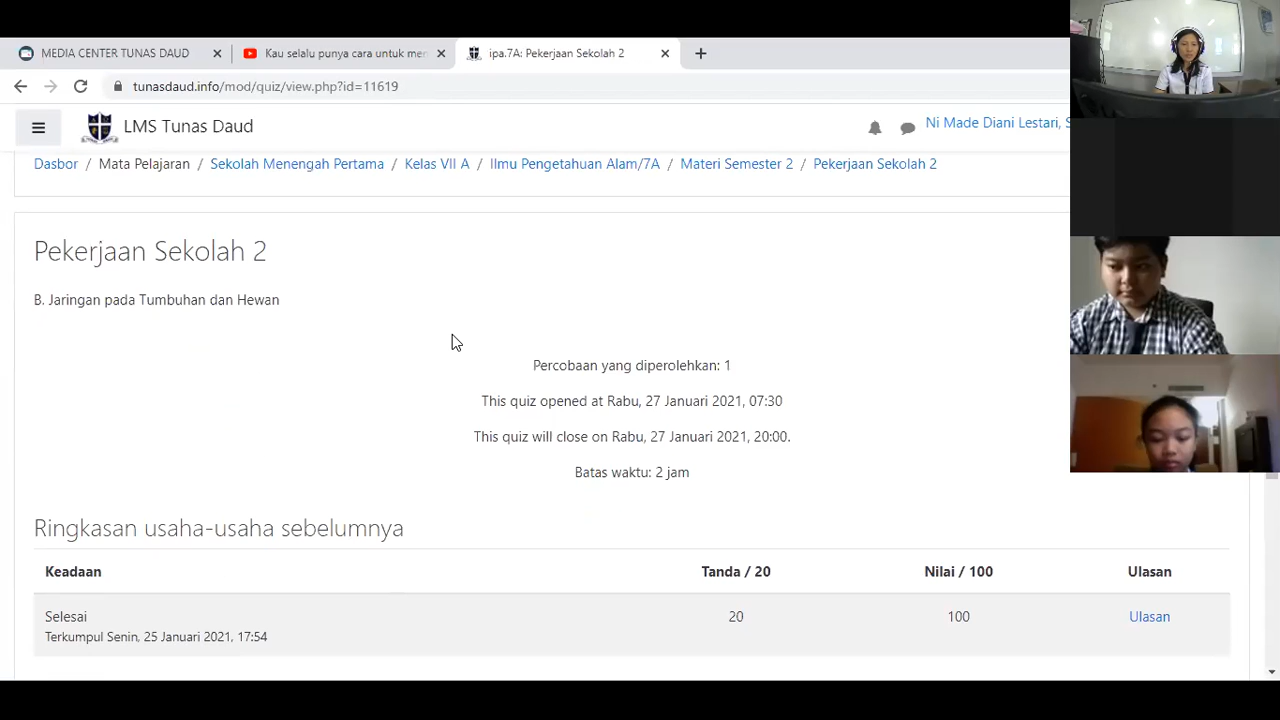 MEDIA CENTER TUNAS DAUD
Kau selalu punya cara untuk mer
ipa.7A: Pekerjaan Sekolah 2
tunasdaud.info/mod/quiz/view.php?id=11619
LMS Tunas Daud
Ni Made Diani Lestari, S
Dasbor / Mata Pelajaran / Sekolah Menengah Pertama / Kelas VII A / Ilmu Pengetahuan Alam/7A / Materi Semester 2 / Pekerjaan Sekolah 2
Pekerjaan Sekolah 2
B. Jaringan pada Tumbuhan dan Hewan
Percobaan yang diperolehkan: 1
This quiz opened at Rabu, 27 Januari 2021, 07:30
This quiz will close on Rabu, 27 Januari 2021, 20:00.
Batas waktu: 2 jam
Ringkasan usaha-usaha sebelumnya
Keadaan Tanda / 20 Nilai / 100 Ulasan
Selesai 20 100 Ulasan
Terkumpul Senin, 25 Januari 2021, 17:54